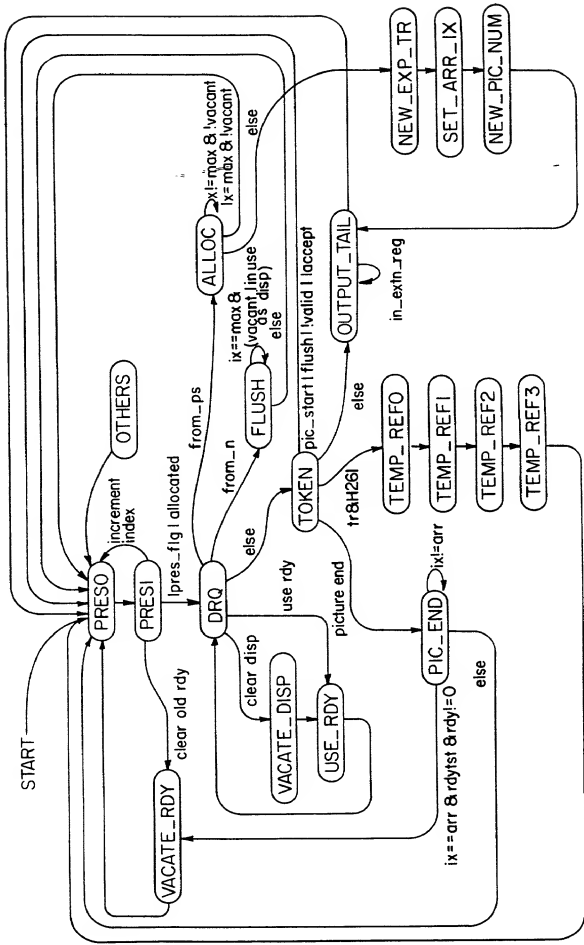 START
PRES0
OTHERS
increment
index
PRES1
!pres_flg | allocated
clear old rdy
VACATE_RDY
DRQ
from_ps
from_n
else
use rdy
clear disp
VACATE_DISP
USE_RDY
ALLOC
x!=max & !vacant
!x=max & !vacant
else
ix==max &
(vacant | in use
as disp)
else
FLUSH
TOKEN
pic_start | flush | !valid | !accept
else
tr&H261
picture end
OUTPUT_TAIL
in_extn_reg
NEW_EXP_TR
SET_ARR_IX
NEW_PIC_NUM
TEMP_REF0
TEMP_REF1
TEMP_REF2
TEMP_REF3
PIC_END
ix!=arr
else
ix==arr & rdytst & rdy!=0